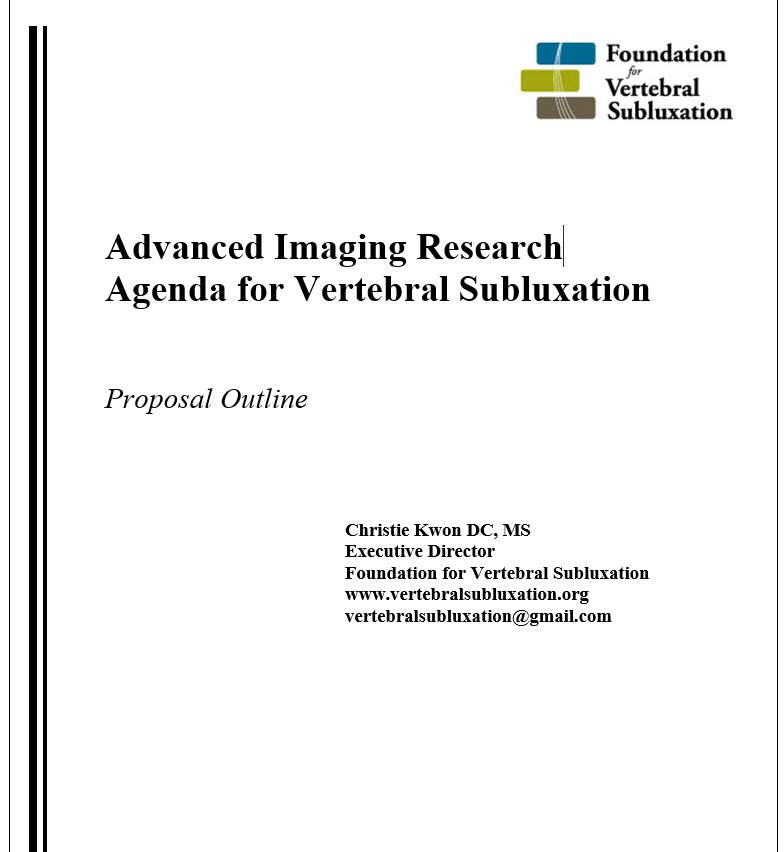 Foundation
for
Vertebral
Subluxation
Advanced Imaging Research
Agenda for Vertebral Subluxation
Proposal Outline
Christie Kwon DC, MS
Executive Director
Foundation for Vertebral Subluxation
www.vertebralsubluxation.org
vertebralsubluxation@gmail.com